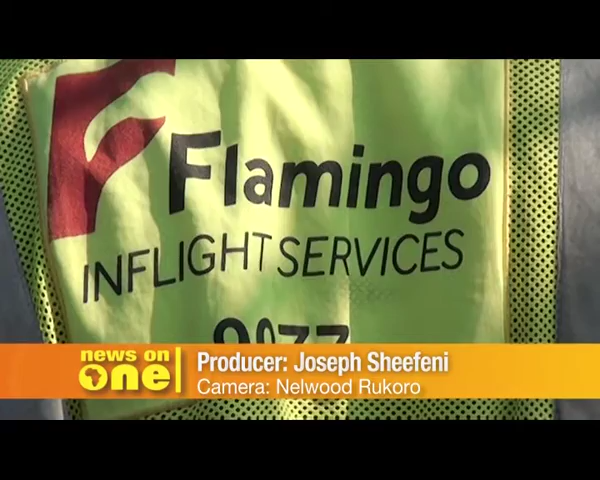 Flamingo
INFLIGHT SERVICES
news on
one
Producer: Joseph Sheefeni
Camera: Nelwood Rukoro